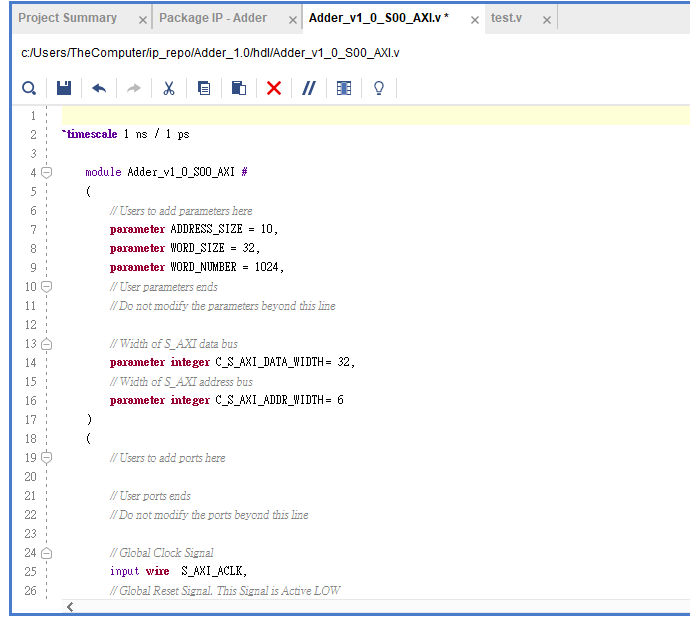 Project Summary × Package IP - Adder × Adder_v1_0_S00_AXI.v * × test.v ×
c:/Users/TheComputer/ip_repo/Adder_1.0/hdl/Adder_v1_0_S00_AXI.v
1
2 `timescale 1 ns / 1 ps
3
4 module Adder_v1_0_S00_AXI #
5 (
6 // Users to add parameters here
7 parameter ADDRESS_SIZE = 10,
8 parameter WORD_SIZE = 32,
9 parameter WORD_NUMBER = 1024,
10 // User parameters ends
11 // Do not modify the parameters beyond this line
12
13 // Width of S_AXI data bus
14 parameter integer C_S_AXI_DATA_WIDTH= 32,
15 // Width of S_AXI address bus
16 parameter integer C_S_AXI_ADDR_WIDTH= 6
17 )
18 (
19 // Users to add ports here
20
21 // User ports ends
22 // Do not modify the ports beyond this line
23
24 // Global Clock Signal
25 input wire S_AXI_ACLK,
26 // Global Reset Signal. This Signal is Active LOW